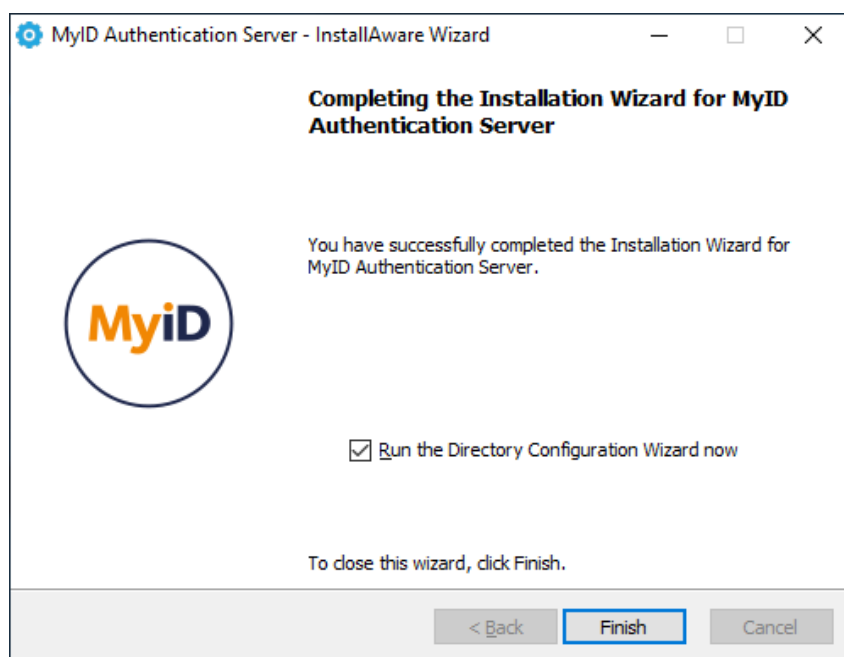 MyID Authentication Server - InstallAware Wizard
Completing the Installation Wizard for MyID
Authentication Server
You have successfully completed the Installation Wizard for
MyID Authentication Server.
MyiD
Run the Directory Configuration Wizard now
To close this wizard, click Finish.
< Back
Finish
Cancel